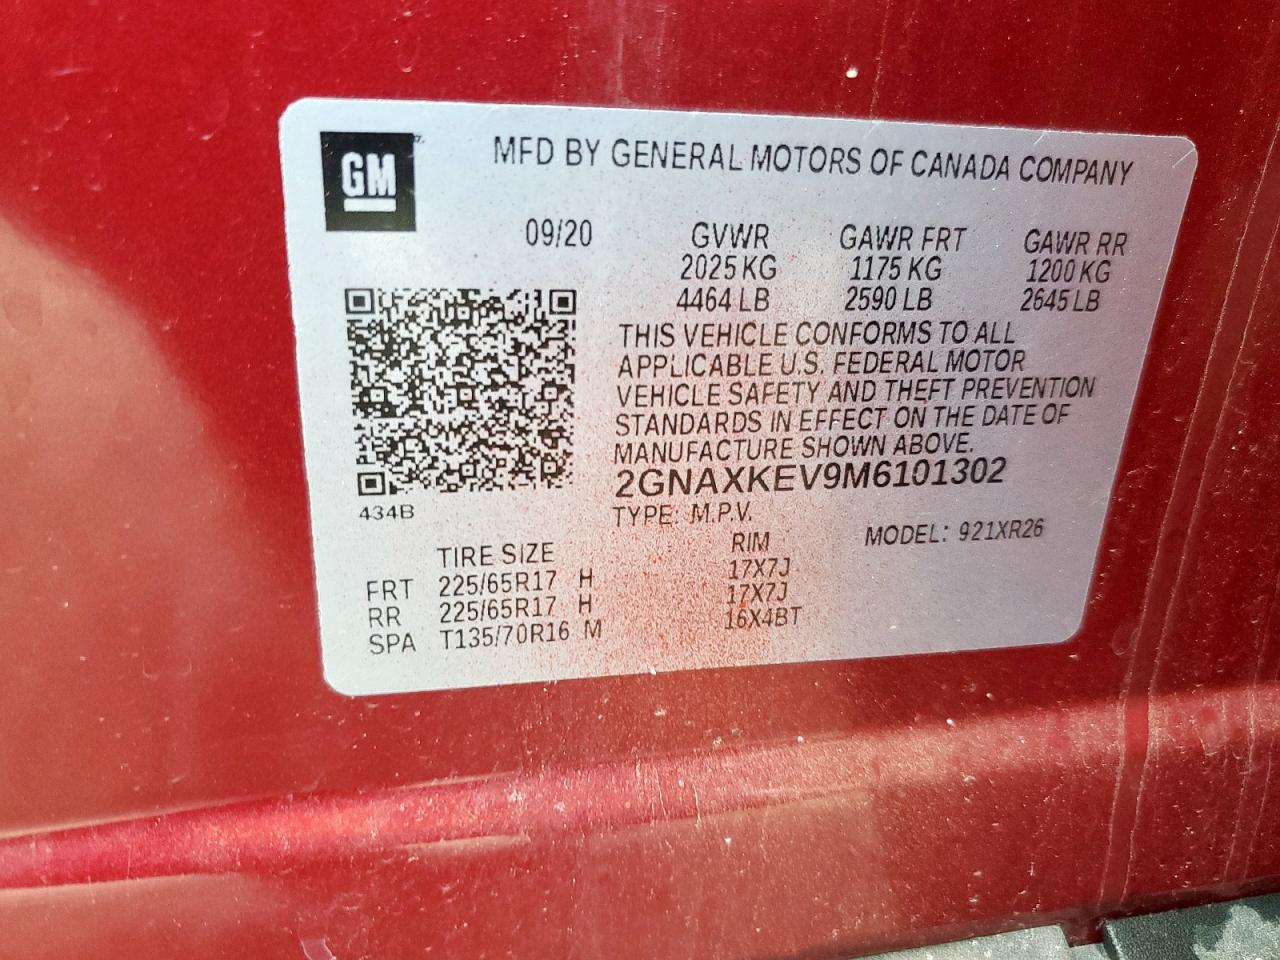 GM
MFD BY GENERAL MOTORS OF CANADA COMPANY
09/20 GVWR GAWR FRT GAWR RR
2025 KG 1175 KG 1200 KG
4464 LB 2590 LB 2645 LB
THIS VEHICLE CONFORMS TO ALL
APPLICABLE U.S. FEDERAL MOTOR
VEHICLE SAFETY AND THEFT PREVENTION
STANDARDS IN EFFECT ON THE DATE OF
MANUFACTURE SHOWN ABOVE.
2GNAXKEV9M6101302
434B
TYPE: M.P.V.
MODEL: 921XR26
TIRE SIZE RIM
FRT 225/65R17 H 17X7J
RR 225/65R17 H 17X7J
SPA T135/70R16 M 16X4BT